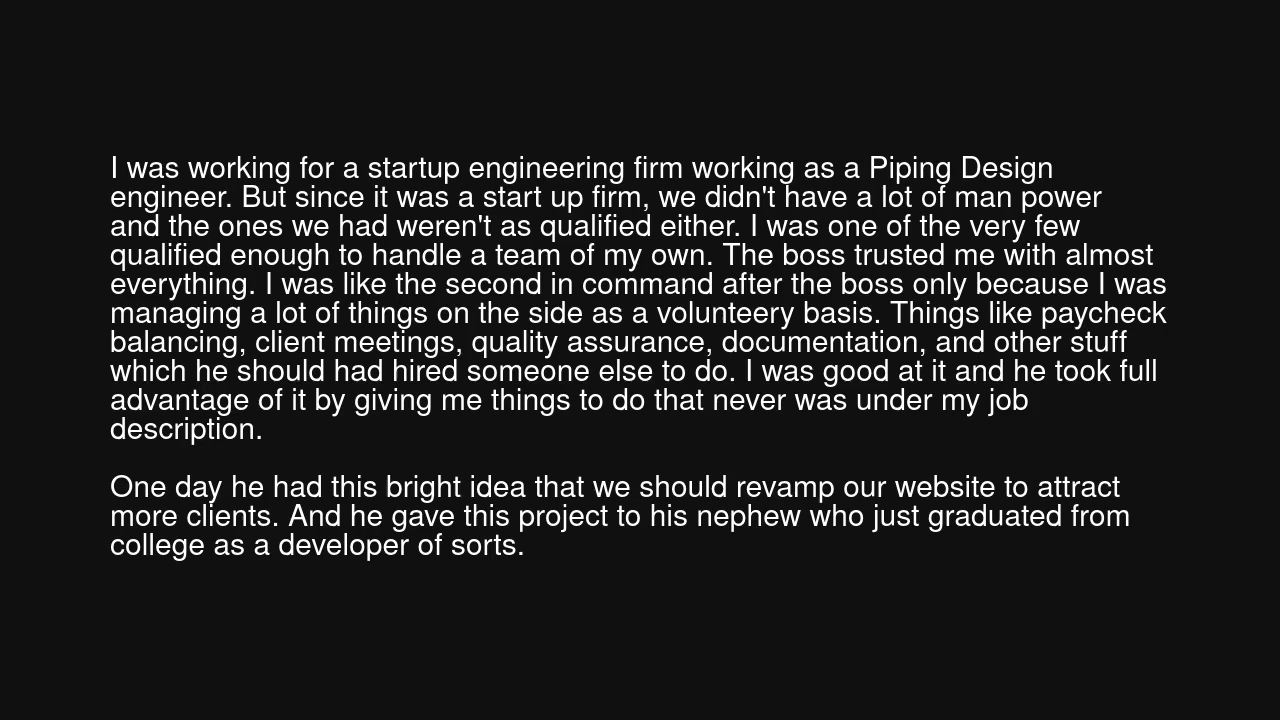 I was working for a startup engineering firm working as a Piping Design
engineer. But since it was a start up firm, we didn't have a lot of man power
and the ones we had weren't as qualified either. I was one of the very few
qualified enough to handle a team of my own. The boss trusted me with almost
everything. I was like the second in command after the boss only because I was
managing a lot of things on the side as a volunteery basis. Things like paycheck
balancing, client meetings, quality assurance, documentation, and other stuff
which he should had hired someone else to do. I was good at it and he took full
advantage of it by giving me things to do that never was under my job
description.
One day he had this bright idea that we should revamp our website to attract
more clients. And he gave this project to his nephew who just graduated from
college as a developer of sorts.